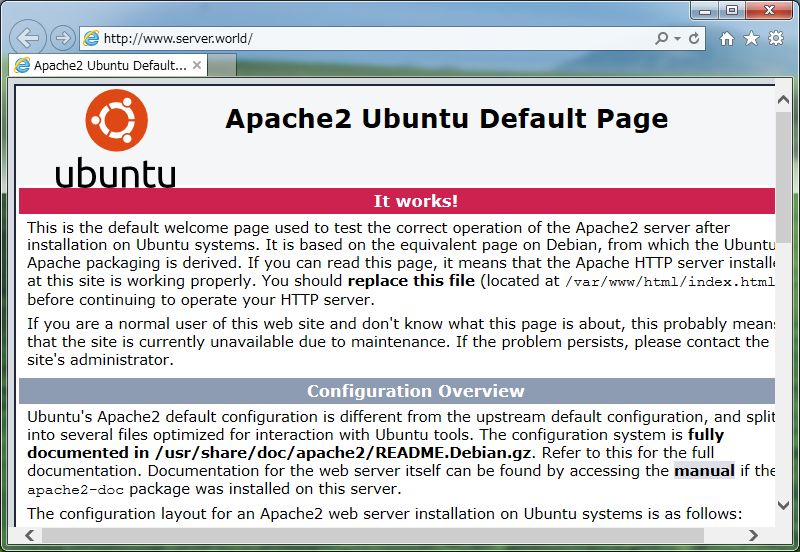 http://www.server.world/
Apache2 Ubuntu Default...
ubuntu
Apache2 Ubuntu Default Page
It works!
This is the default welcome page used to test the correct operation of the Apache2 server after
installation on Ubuntu systems. It is based on the equivalent page on Debian, from which the Ubuntu
Apache packaging is derived. If you can read this page, it means that the Apache HTTP server
at this site is working properly. You should replace this file (located at /var/www/html/index.html
before continuing to operate your HTTP server.
If you are a normal user of this web site and don't know what this page is about, this probably
that the site is currently unavailable due to maintenance. If the problem persists, please contact the
site's administrator.
Configuration Overview
Ubuntu's Apache2 default configuration is different from the upstream default configuration, and split
into several files optimized for interaction with Ubuntu tools. The configuration system is fully
documented in /usr/share/doc/apache2/README.Debian.gz. Refer to this for the full
documentation. Documentation for the web server itself can be found by accessing the manual if the
apache2-doc package was installed on this server.
The configuration layout for an Apache2 web server installation on Ubuntu systems is as follows: